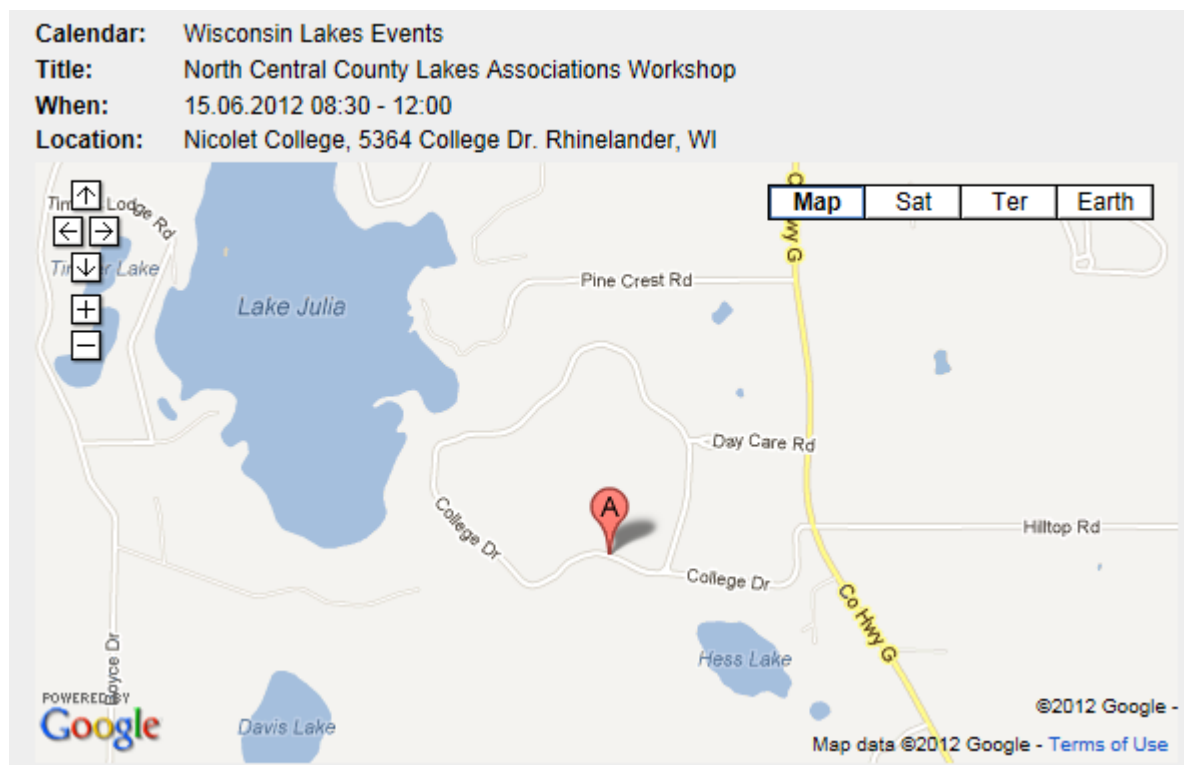 Calendar: Wisconsin Lakes Events
Title: North Central County Lakes Associations Workshop
When: 15.06.2012 08:30 - 12:00
Location: Nicolet College, 5364 College Dr. Rhinelander, WI
Map Sat Ter Earth
Lodge Rd
Lake
Lake Julia
Pine Crest Rd
wy G
Day Care Rd
A
College Dr
Hilltop Rd
College Dr
Co Hwy G
Hess Lake
oyce Dr
Davis Lake
POWERED BY
Google
©2012 Google -
Map data ©2012 Google - Terms of Use